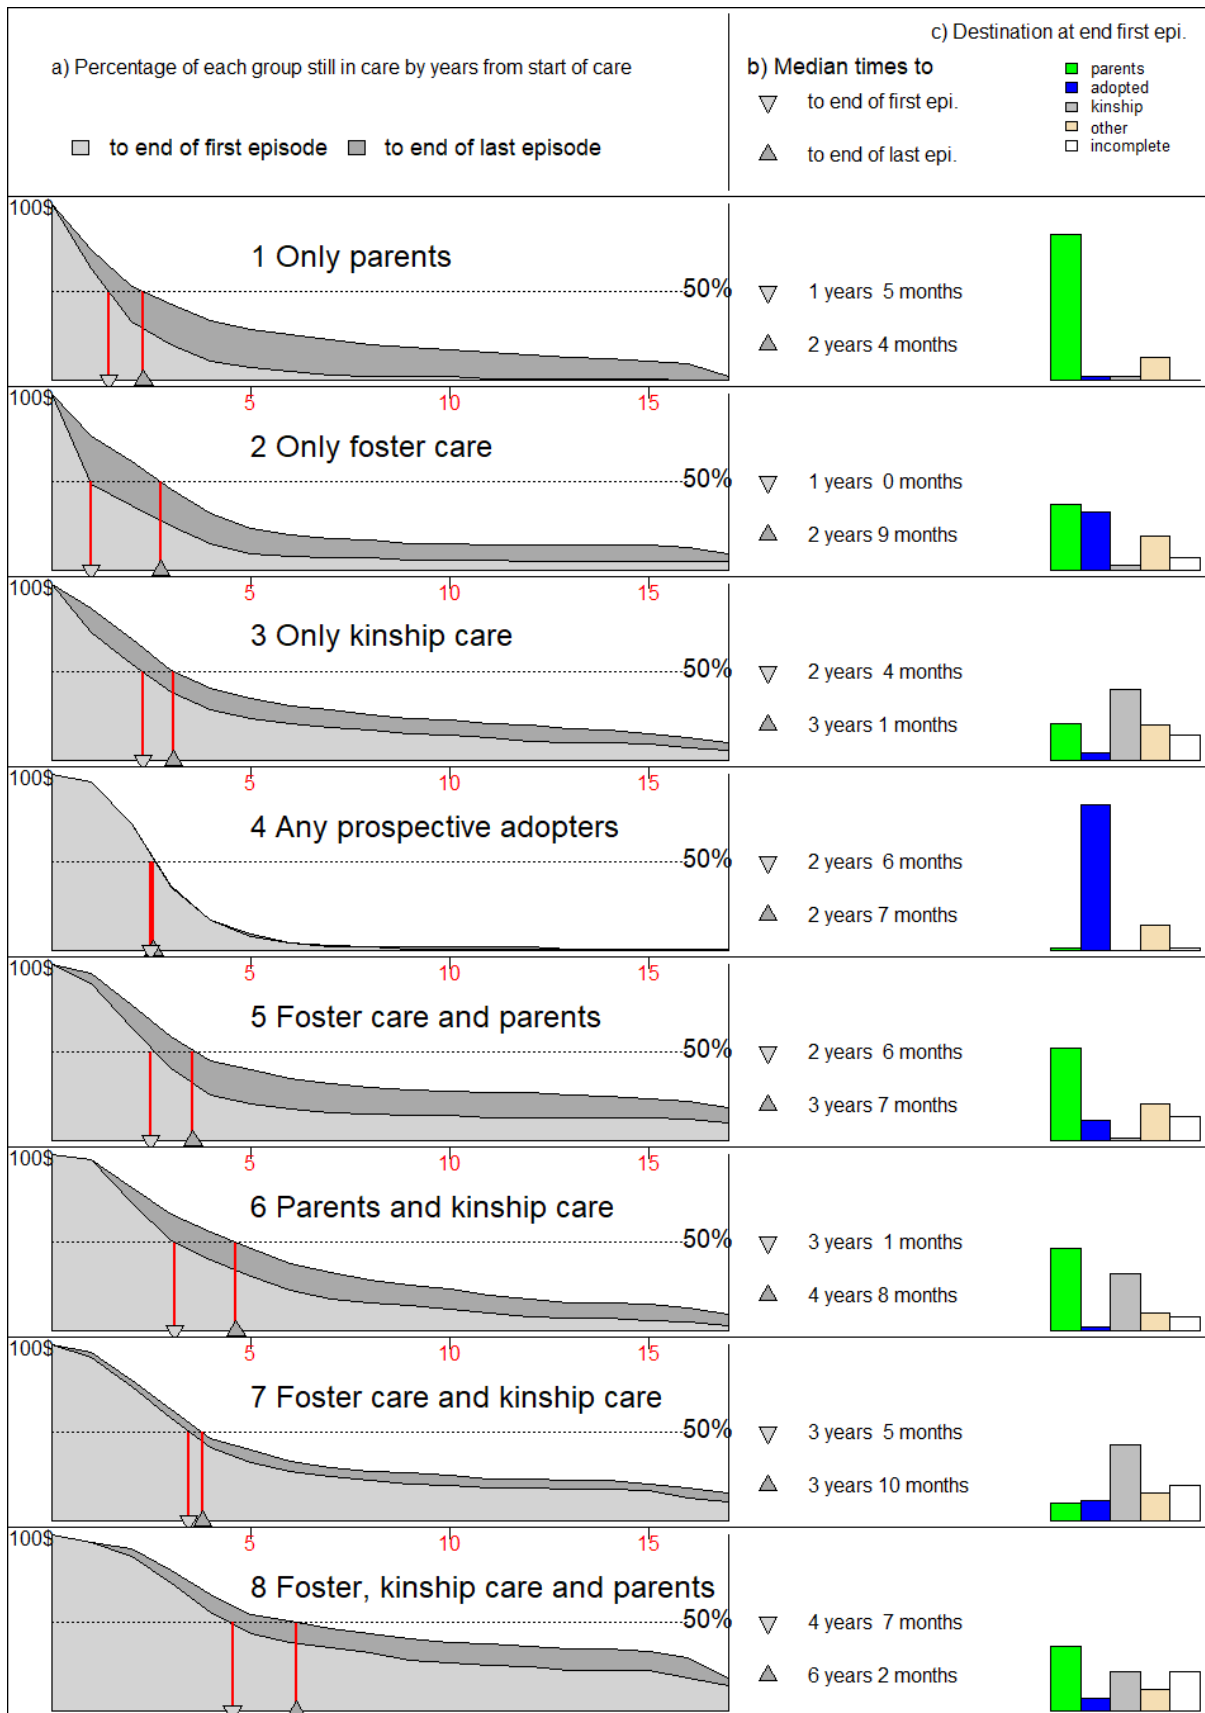 c) Destination at end first epi.
a) Percentage of each group still in care by years from start of care
b) Median times to
parents
adopted
kinship
other
incomplete
to end of first epi.
to end of last epi.
to end of first episode to end of last episode
100$
1 Only parents
50%
1 years 5 months
2 years 4 months
5 10 15
100$
2 Only foster care
50%
1 years 0 months
2 years 9 months
5 10 15
100$
3 Only kinship care
50%
2 years 4 months
3 years 1 months
5 10 15
100$
4 Any prospective adopters
50%
2 years 6 months
2 years 7 months
5 10 15
100$
5 Foster care and parents
50%
2 years 6 months
3 years 7 months
5 10 15
100$
6 Parents and kinship care
50%
3 years 1 months
4 years 8 months
5 10 15
100$
7 Foster care and kinship care
50%
3 years 5 months
3 years 10 months
5 10 15
100$
8 Foster, kinship care and parents
50%
4 years 7 months
6 years 2 months